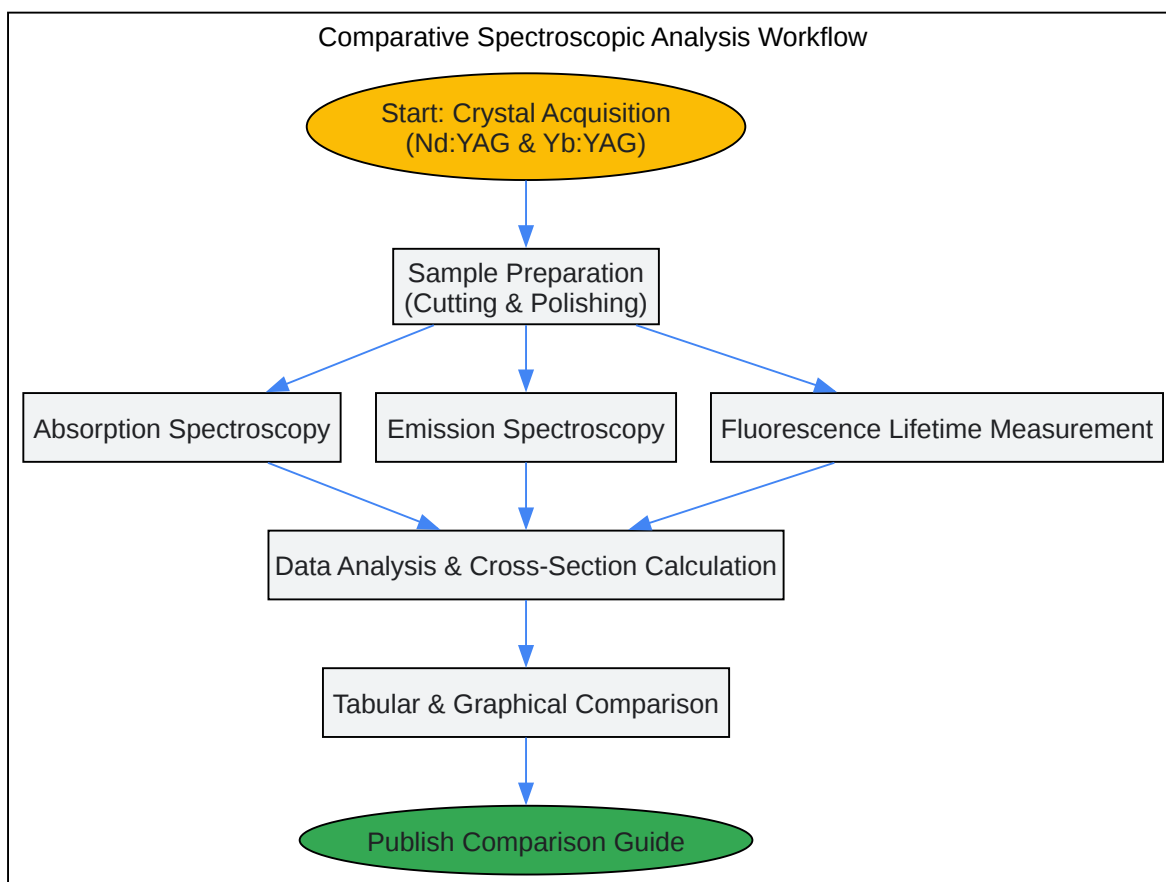 Comparative Spectroscopic Analysis Workflow
Start: Crystal Acquisition
(Nd:YAG & Yb:YAG)
Sample Preparation
(Cutting & Polishing)
Absorption Spectroscopy
Emission Spectroscopy
Fluorescence Lifetime Measurement
Data Analysis & Cross-Section Calculation
Tabular & Graphical Comparison
Publish Comparison Guide